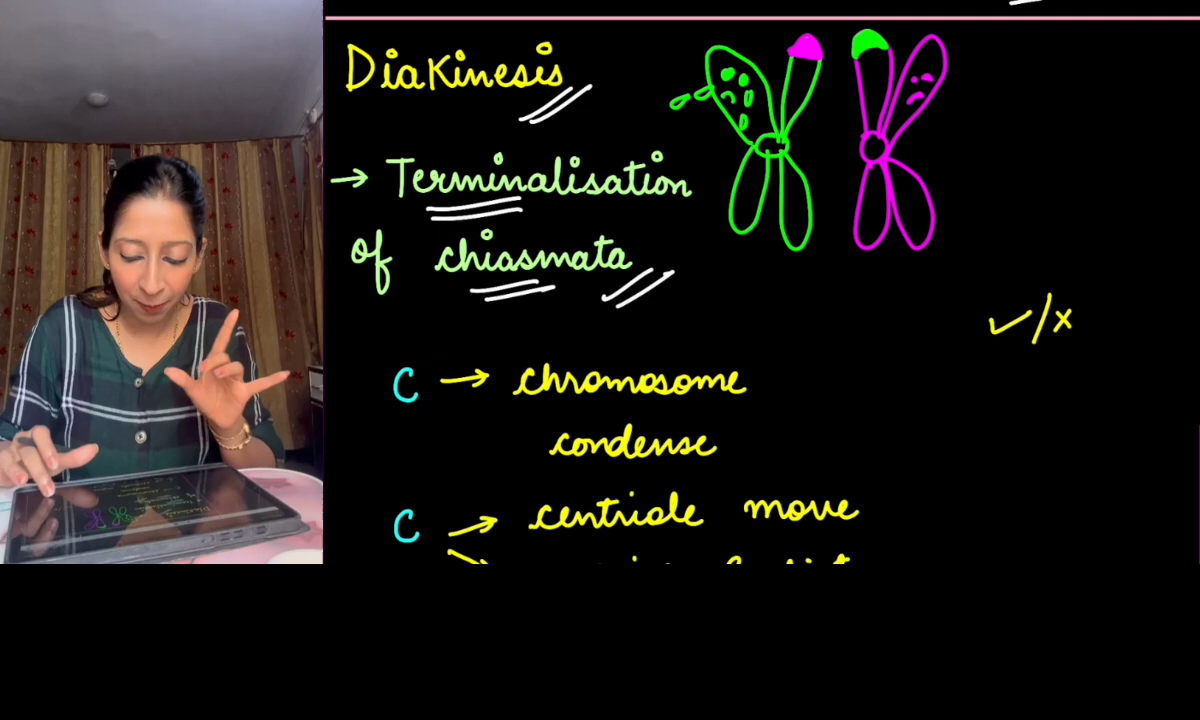 Diakinesis
→ Terminalisation
of chiasmata
✓/x
C → chromosome
condense
C → centriole move